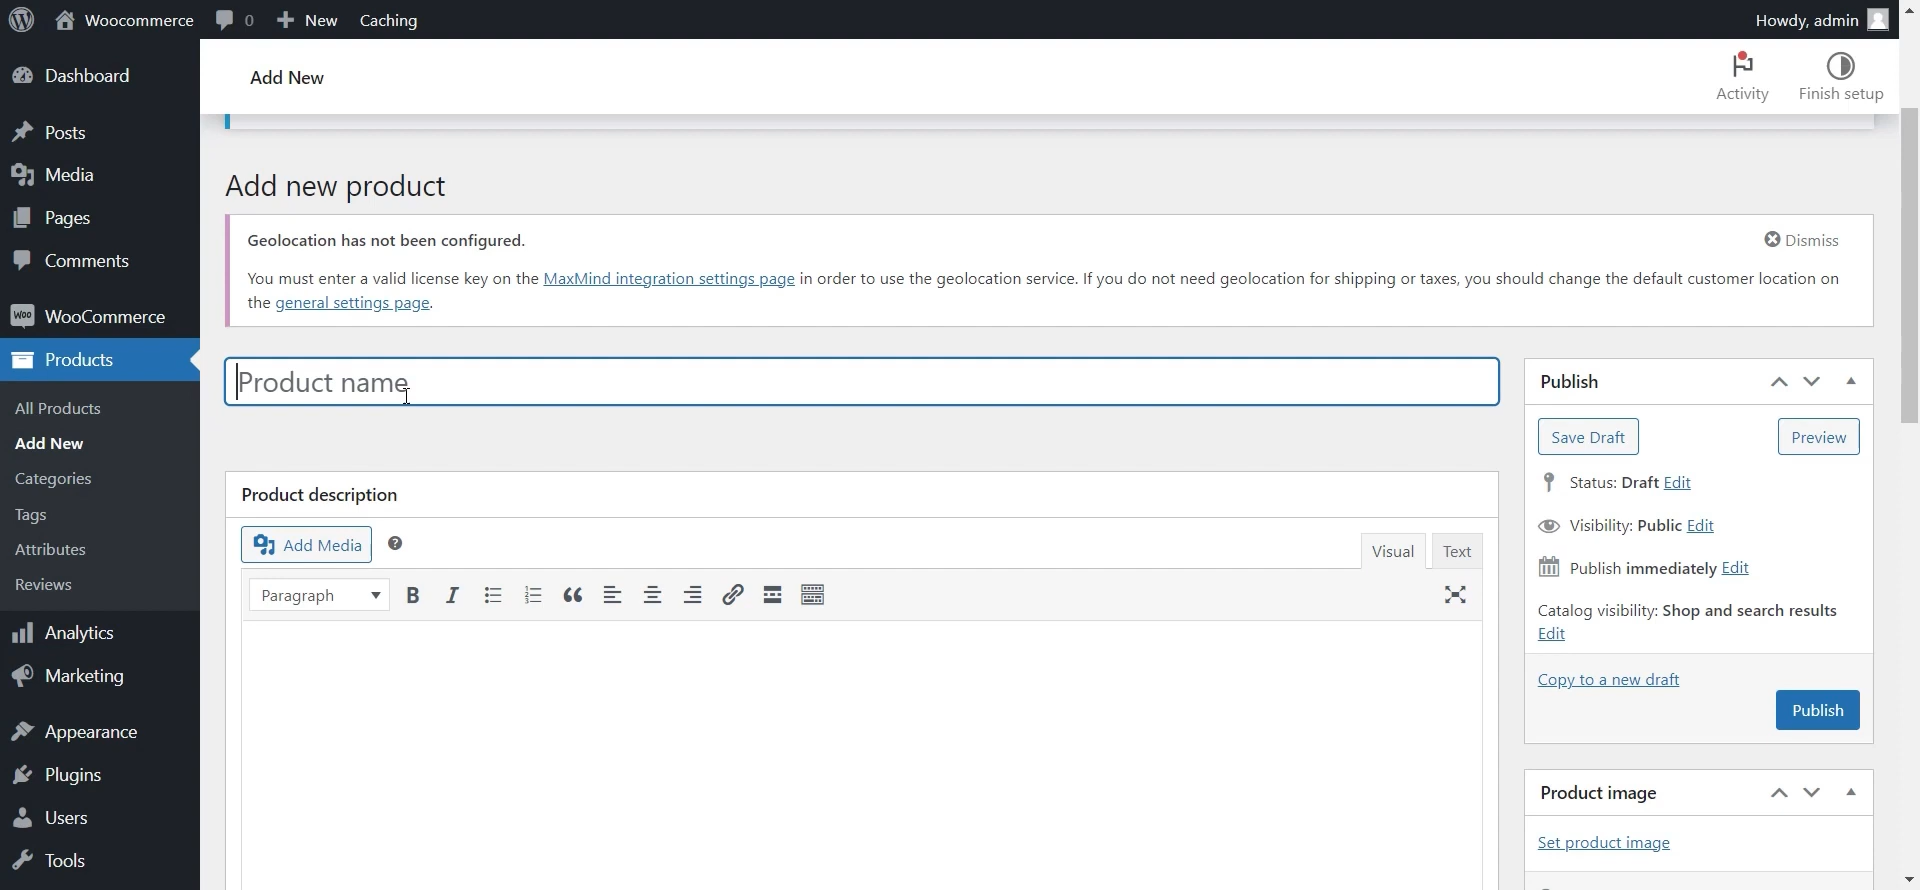 Woocommerce 0 New Caching Howdy, admin
Dashboard
Posts
Media
Pages
Comments
WooCommerce
Products
All Products
Add New
Categories
Tags
Attributes
Reviews
Analytics
Marketing
Appearance
Plugins
Users
Tools
Add New
Activity
Finish setup
Add new product
Geolocation has not been configured.
Dismiss
You must enter a valid license key on the MaxMind integration settings page in order to use the geolocation service. If you do not need geolocation for shipping or taxes, you should change the default customer location on
the general settings page.
Product name
Product description
Add Media
Visual Text
Paragraph
Publish
Save Draft Preview
Status: Draft Edit
Visibility: Public Edit
Publish immediately Edit
Catalog visibility: Shop and search results
Edit
Copy to a new draft
Publish
Product image
Set product image